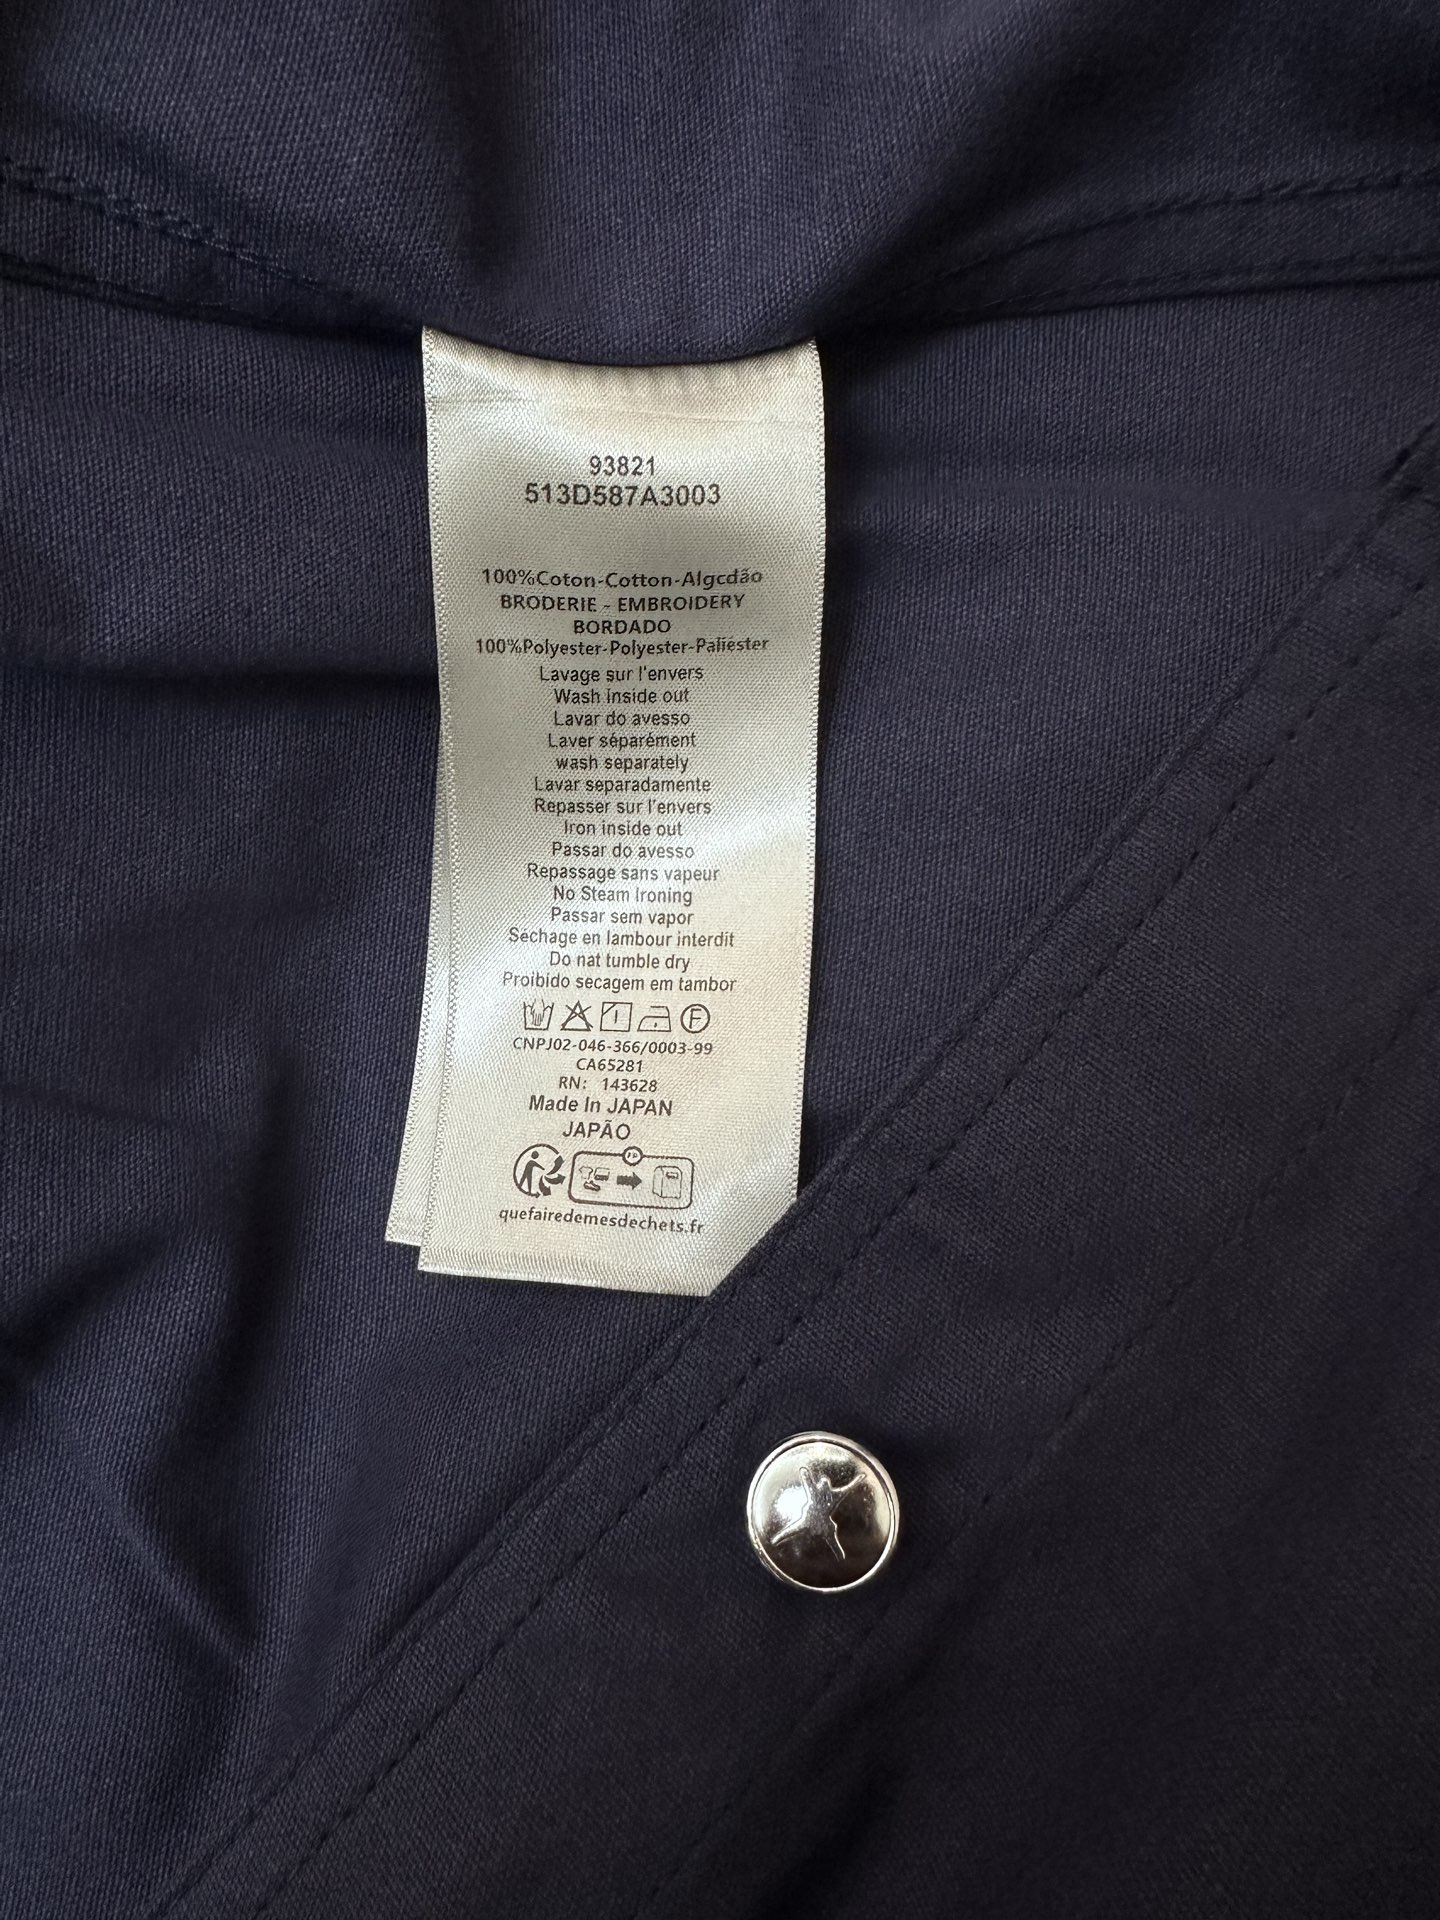 93821
513D587A3003
100%Coton-Cotton-Algcdão
BRODERIE - EMBROIDERY
BORDADO
100%Polyester-Polyester-Paliéster
Lavage sur l'envers
Wash inside out
Lavar do avesso
Laver séparément
wash separately
Lavar separadamente
Repasser sur l'envers
Iron inside out
Passar do avesso
Repassage sans vapeur
No Steam Ironing
Passar sem vapor
Séchage en lambour interdit
Do nat tumble dry
Proibido secagem em tambor
F
CNPJ02-046-366/0003-99
CA65281
RN: 143628
Made In JAPAN
JAPÃO
FR
quefairedemesdechets.fr